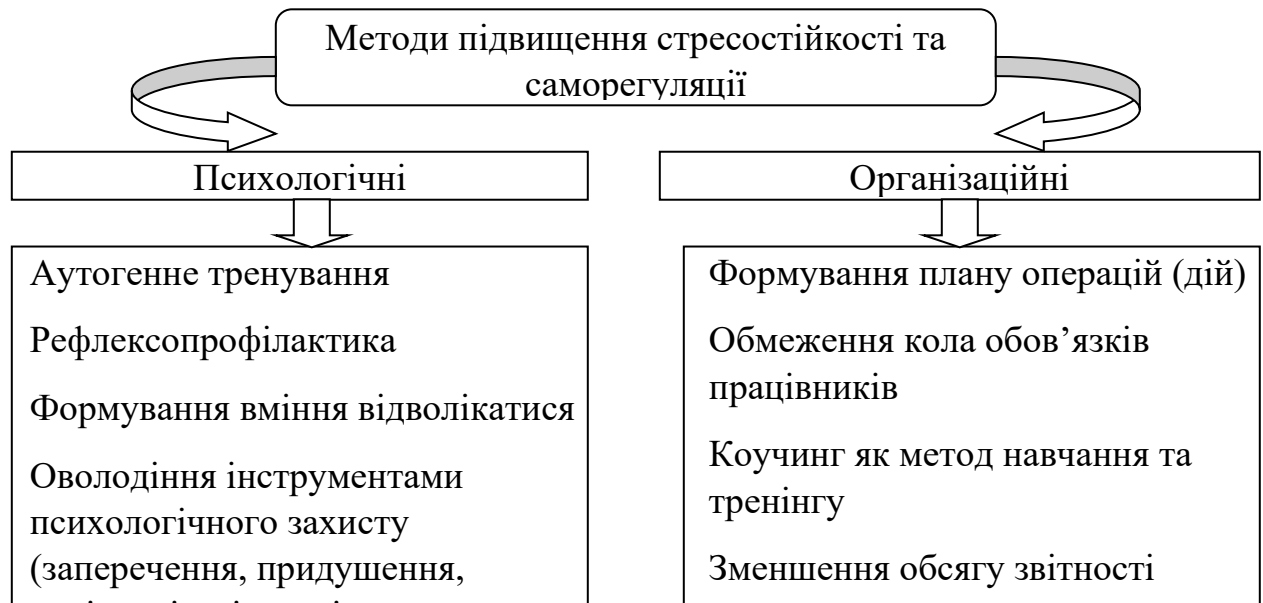 Методи підвищення стресостійкості та
саморегуляції
Психологічні
Організаційні
Аутогенне тренування
Рефлексопрофілактика
Формування вміння відволікатися
Оволодіння інструментами
психологічного захисту
(заперечення, придушення,
Формування плану операцій (дій)
Обмеження кола обов’язків
працівників
Коучинг як метод навчання та
тренінгу
Зменшення обсягу звітності